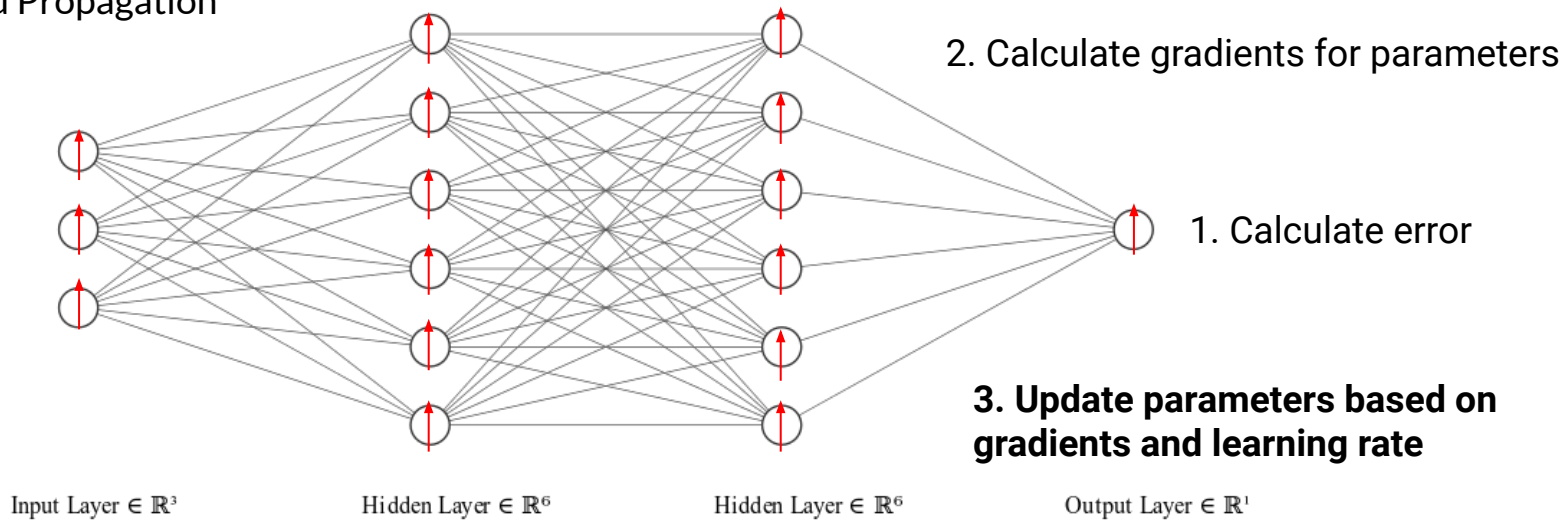 Propagation
2. Calculate gradients for parameters
1. Calculate error
3. Update parameters based on
gradients and learning rate
Input Layer ∈ ℝ³
Hidden Layer ∈ ℝ⁶
Hidden Layer ∈ ℝ⁶
Output Layer ∈ ℝ¹